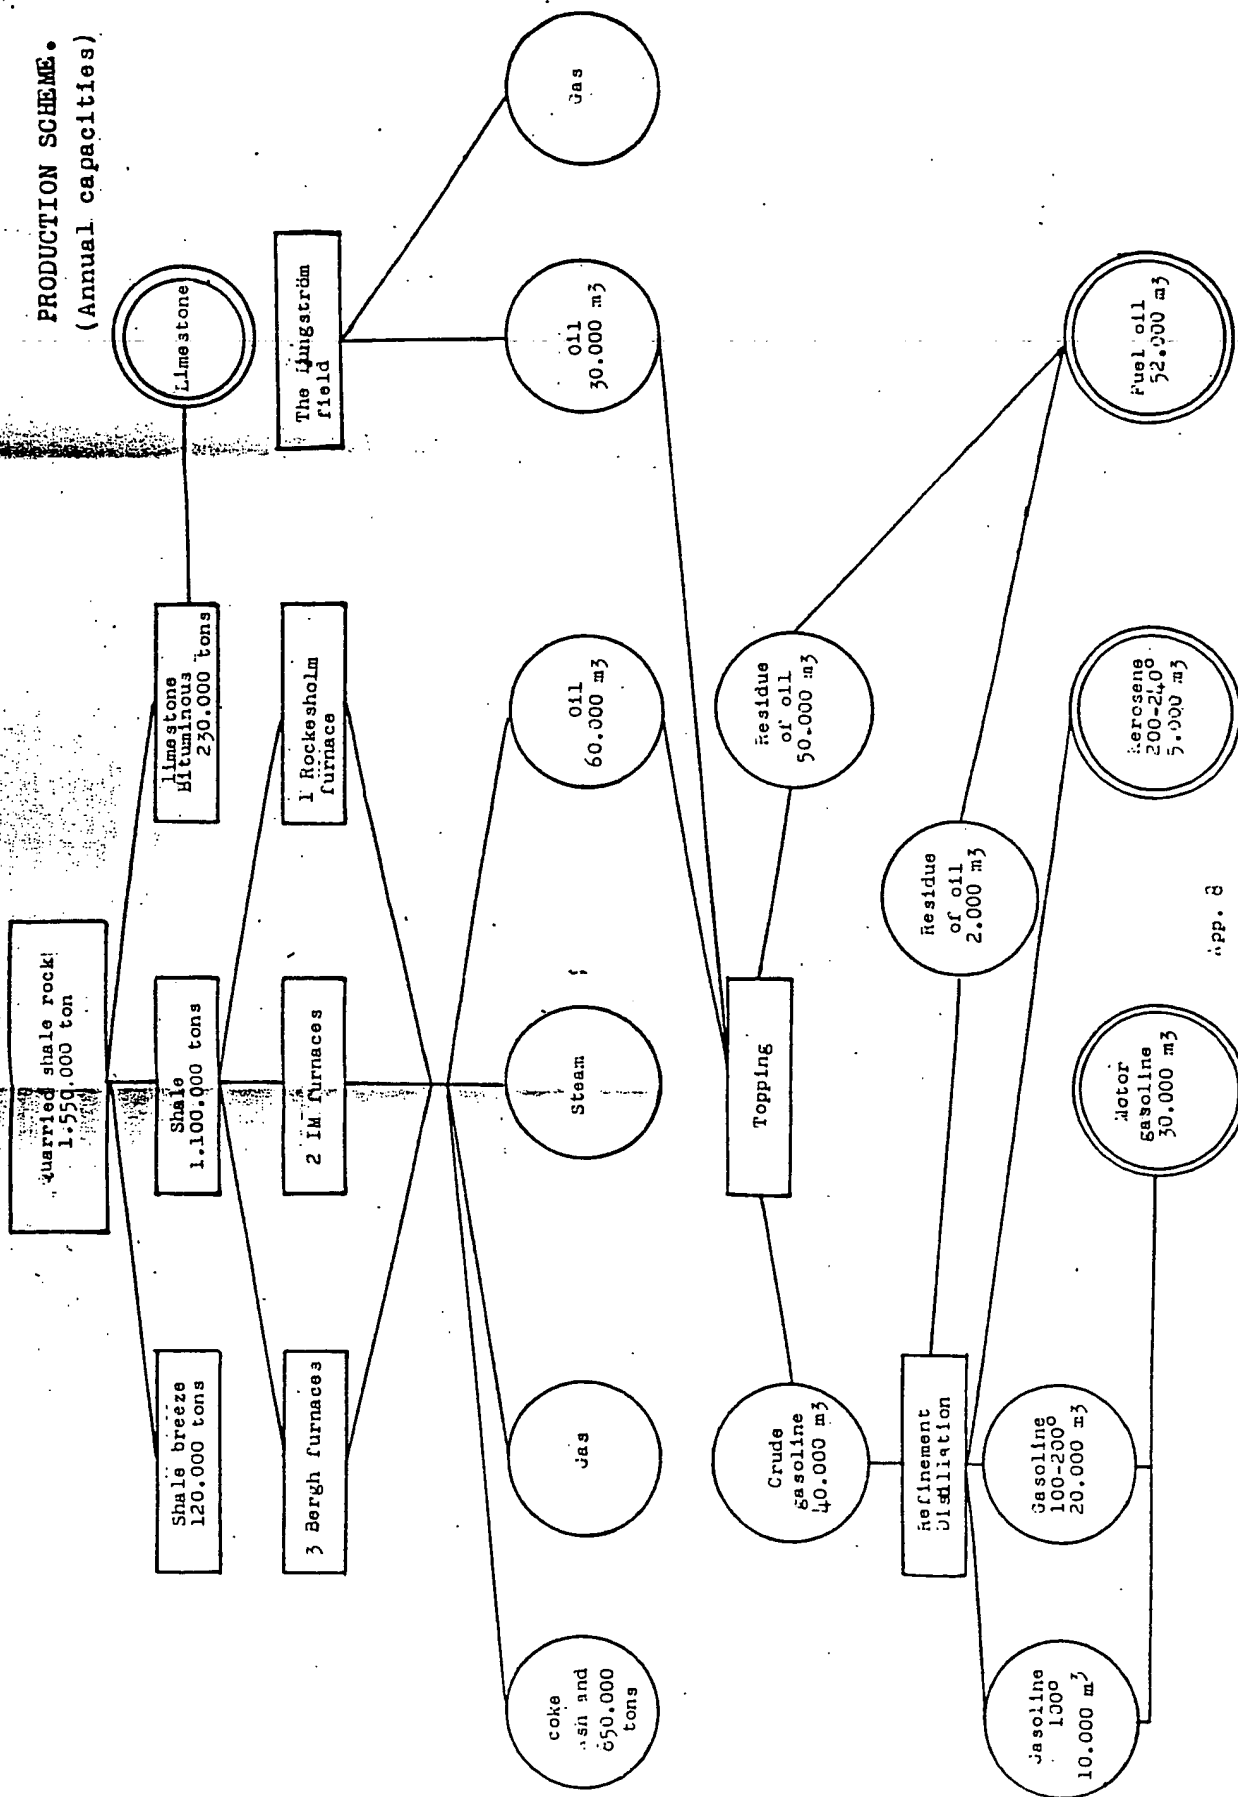 PRODUCTION SCHEME.
(Annual capacities)
Quarried shale rock
1.550.000 ton
Shale breeze
120.000 tons
Shale
1.100.000 tons
limestone
Bituminous
230.000 tons
Limestone
3 Bergh furnaces
2 IM furnaces
1 Rockesholm
furnace
The Ljungström
field
coke
ash and
650.000
tons
Gas
Steam
Oil
60.000 m3
Oil
30.000 m3
Gas
Topping
Crude
gasoline
40.000 m3
Residue
of oil
50.000 m3
Refinement
Distillation
Residue
of oil
2.000 m3
Gasoline
100°
10.000 m3
Gasoline
100-200°
20.000 m3
Motor
gasoline
30.000 m3
Kerosene
200-240°
5.000 m3
Fuel oil
52.000 m3
App. 8